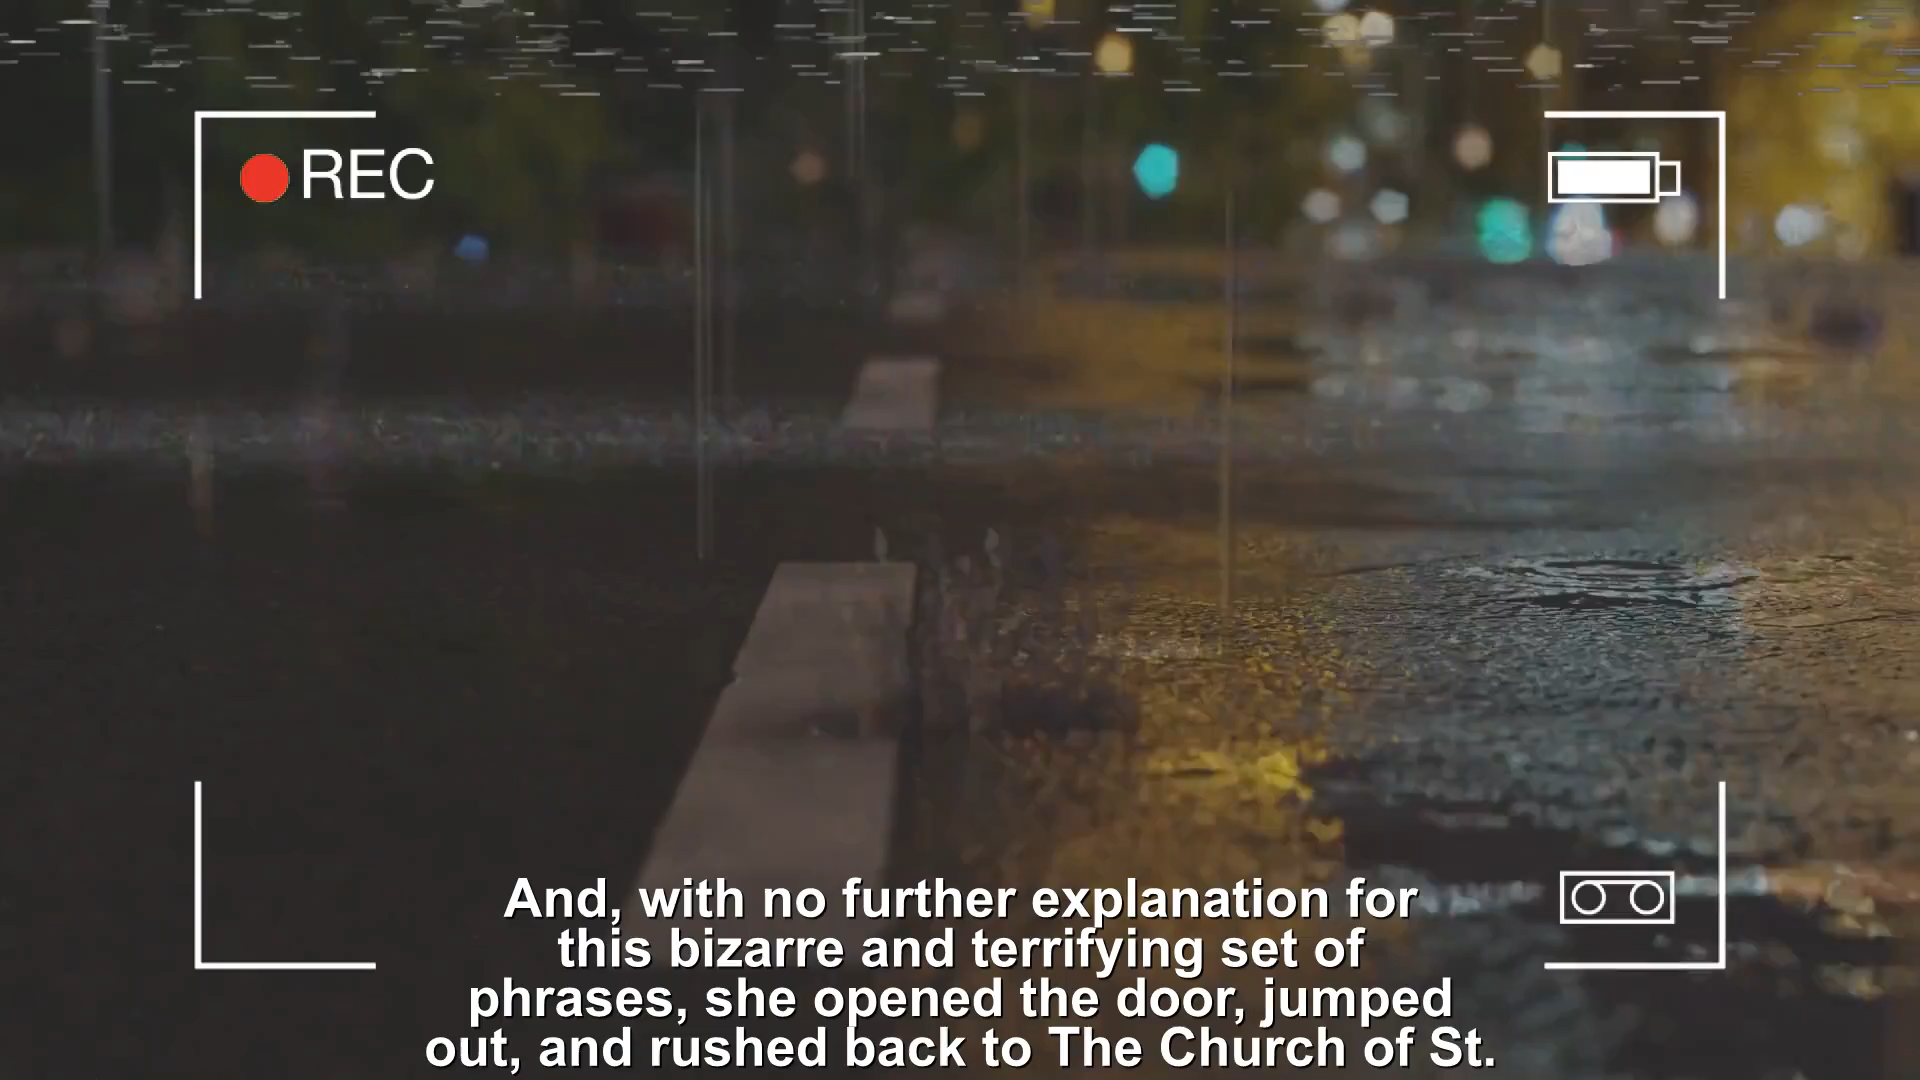 REC
And, with no further explanation for
this bizarre and terrifying set of
phrases, she opened the door, jumped
out, and rushed back to The Church of St.